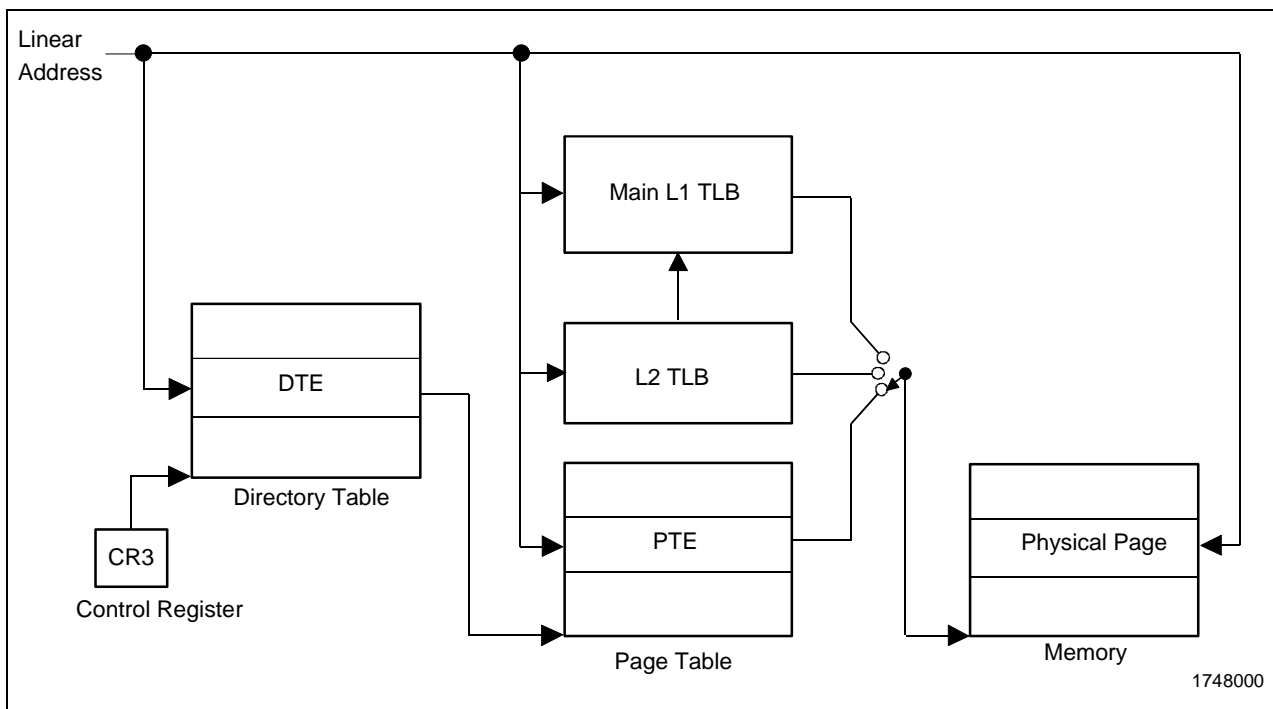 Linear
Address
Main L1 TLB
L2 TLB
DTE
Directory Table
CR3
Control Register
PTE
Page Table
Physical Page
Memory
1748000